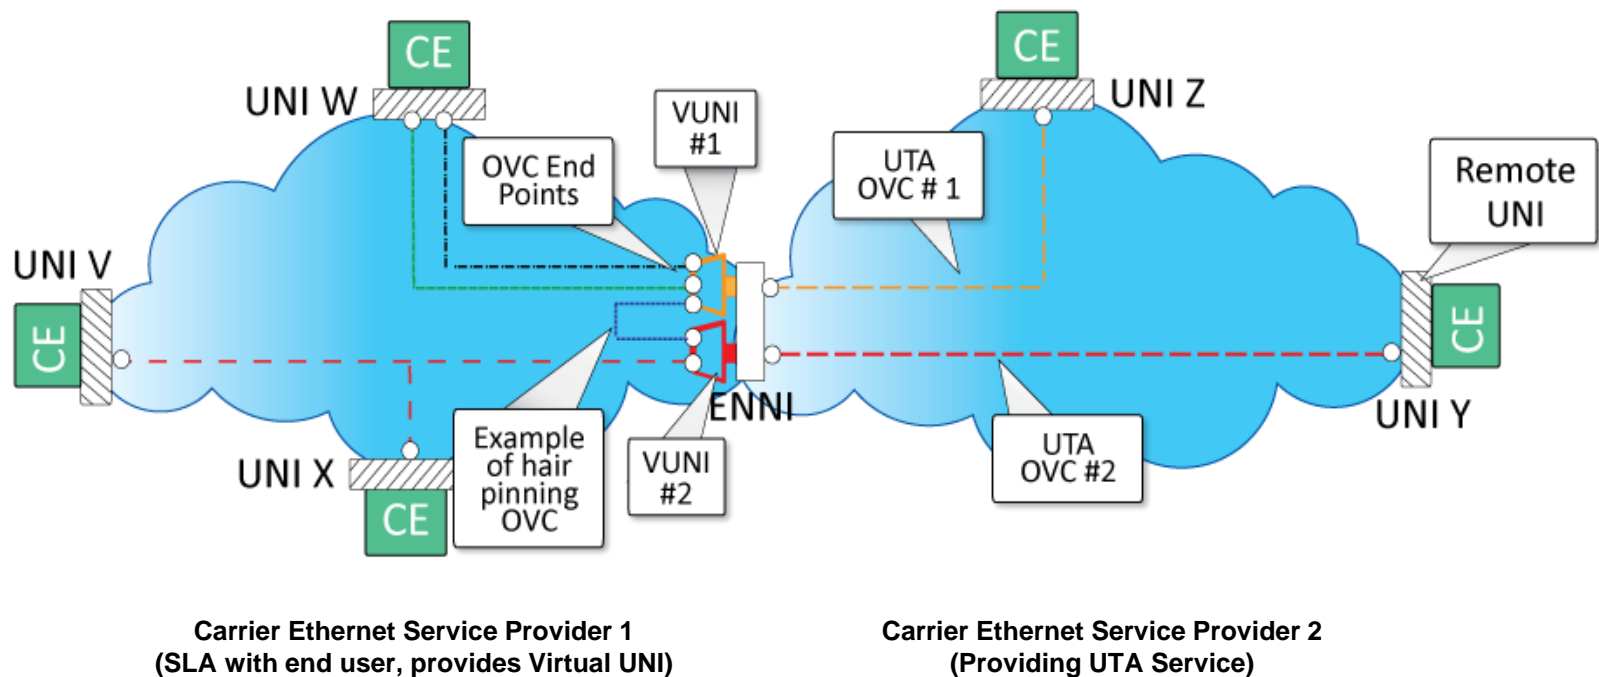 CE
UNI W
VUNI
#1
CE
UNI Z
OVC End
Points
UTA
OVC # 1
Remote
UNI
UNI V
CE
CE
ENNI
UNI Y
UNI X
CE
Example
of hair
pinning
OVC
VUNI
#2
UTA
OVC #2
Carrier Ethernet Service Provider 1
(SLA with end user, provides Virtual UNI)
Carrier Ethernet Service Provider 2
(Providing UTA Service)